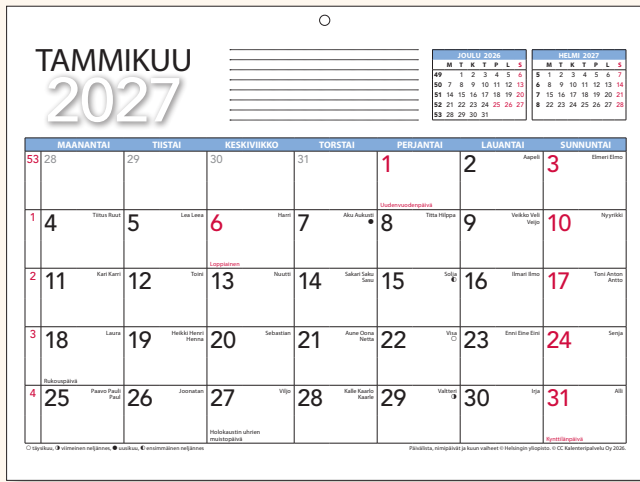 TAMMIKUU
2027
JOULU 2026
M T K T P L S
49 1 2 3 4 5 6
50 7 8 9 10 11 12 13
51 14 15 16 17 18 19 20
52 21 22 23 24 25 26 27
53 28 29 30 31
HELMI 2027
M T K T P L S
5 1 2 3 4 5 6 7
6 8 9 10 11 12 13 14
7 15 16 17 18 19 20 21
8 22 23 24 25 26 27 28
MAANANTAI TIISTAI KESKIVIIKKO TORSTAI PERJANTAI LAUANTAI SUNNUNTAI
53 28 29 30 31 1 2 Aapeli 3 Elmeri Elmo
Uudenvuodenpäivä
1 4 Tiitus Ruut 5 Lea Leea 6 Harri 7 Aku Aukusti 8 Titta Hilppa 9 Veikko Veli 10 Nyyrikki
Veijo
Loppiainen
2 11 Kari Karri 12 Toini 13 Nuutti 14 Sakari Saku 15 Solja 16 Ilmari Ilmo 17 Toni Anton
Sasu Antto
3 18 Laura 19 Heikki Henri 20 Sebastian 21 Aune Oona 22 Visa 23 Enni Eine Eini 24 Senja
Henna Netta
Rukouspäivä
4 25 Paavo Pauli 26 Joonatan 27 Viljo 28 Kalle Kaarlo 29 Valtteri 30 Irja 31 Alli
Paul Kaarle
Holokaustin uhrien
muistopäivä
Kynttilänpäivä
○ täysikuu, ◑ viimeinen neljännes, ● uusikuu, ◐ ensimmäinen neljännes
Päivälista, nimipäivät ja kuun vaiheet © Helsingin yliopisto. © CC Kalenteripalvelu Oy 2026.